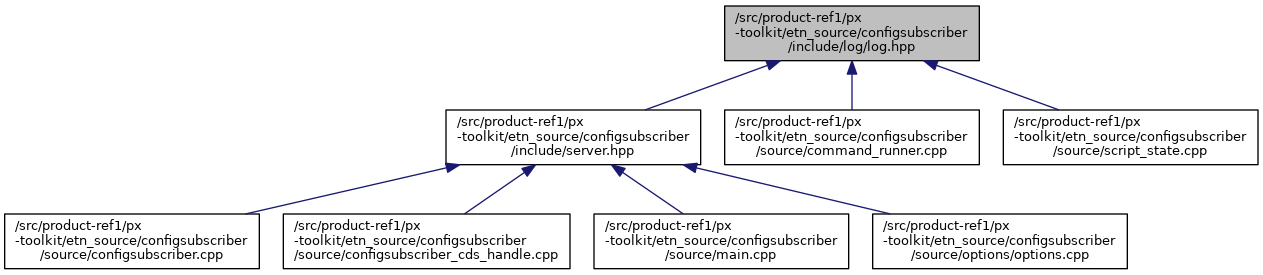 /src/product-ref1/px
-toolkit/etn_source/configsubscriber
/include/log/log.hpp
/src/product-ref1/px
-toolkit/etn_source/configsubscriber
/include/server.hpp
/src/product-ref1/px
-toolkit/etn_source/configsubscriber
/source/command_runner.cpp
/src/product-ref1/px
-toolkit/etn_source/configsubscriber
/source/script_state.cpp
/src/product-ref1/px
-toolkit/etn_source/configsubscriber
/source/configsubscriber.cpp
/src/product-ref1/px
-toolkit/etn_source/configsubscriber
/source/configsubscriber_cds_handle.cpp
/src/product-ref1/px
-toolkit/etn_source/configsubscriber
/source/main.cpp
/src/product-ref1/px
-toolkit/etn_source/configsubscriber
/source/options/options.cpp